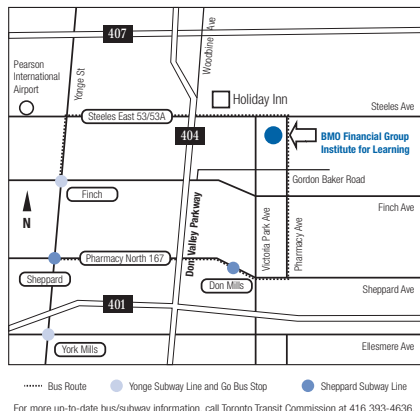 407
Woodbine Ave
Yonge St
Pearson
International
Airport
Holiday Inn
Steeles East 53/53A
Steeles Ave
404
BMO Financial Group
Institute for Learning
Gordon Baker Road
Finch
N
Don Valley Parkway
Victoria Park Ave
Pharmacy Ave
Finch Ave
Pharmacy North 167
Sheppard
Don Mills
Sheppard Ave
401
York Mills
Ellesmere Ave
Bus Route
Yonge Subway Line and Go Bus Stop
Sheppard Subway Line
For more up-to-date bus/subway information, call Toronto Transit Commission at 416 393-4636